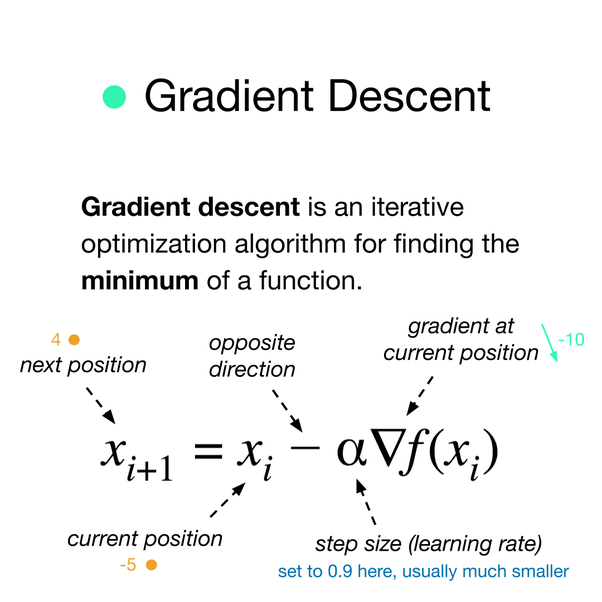 Gradient Descent
Gradient descent is an iterative
optimization algorithm for finding the
minimum of a function.
4
next position
opposite
direction
gradient at
current position
-10
xᵢ₊₁ = xᵢ − α∇f(xᵢ)
current position
-5
step size (learning rate)
set to 0.9 here, usually much smaller